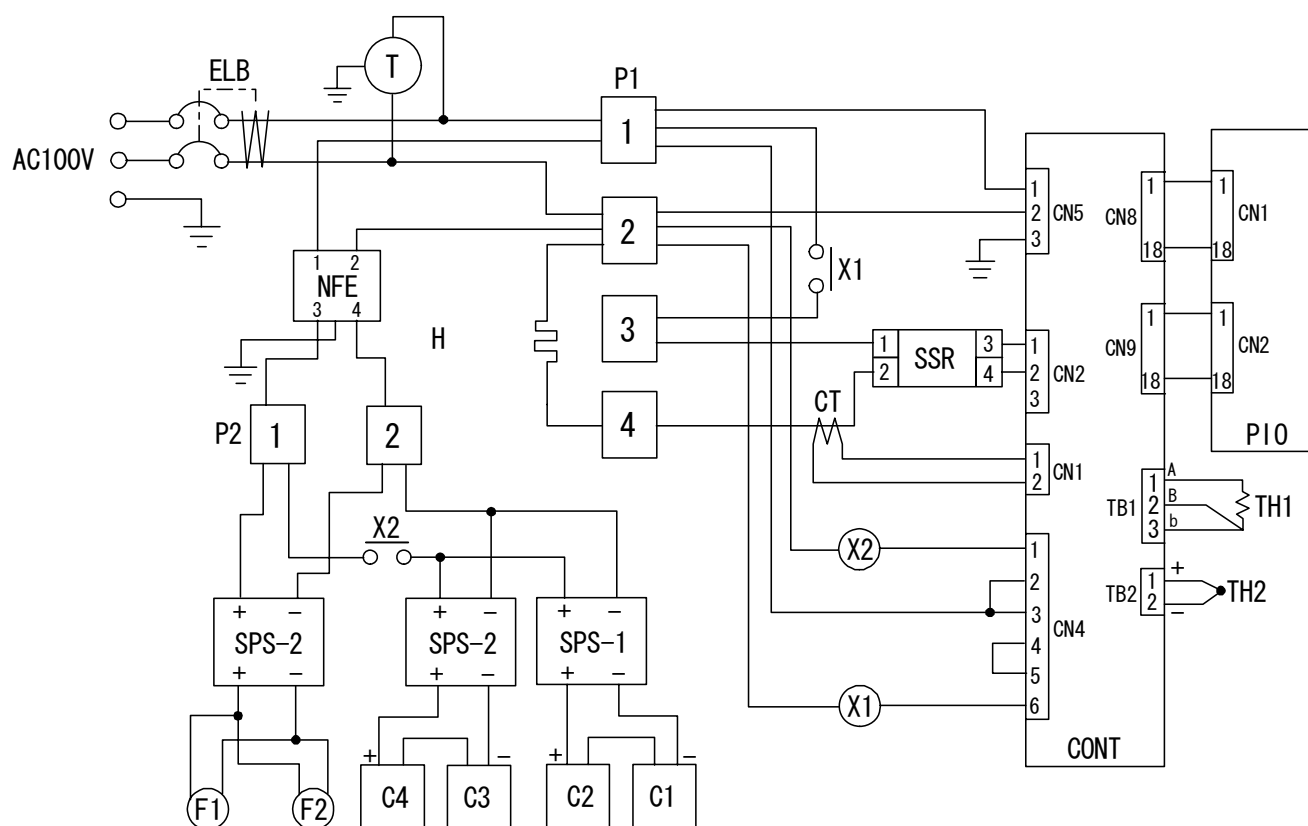 ELB
T
P1
AC100V
1
1
2
NFE
3
4
2
X1
H
3
4
P2
1
2
X2
+
−
SPS-2
+
−
+
−
SPS-2
+
−
+
−
SPS-1
+
−
F1
F2
+
−
C4
C3
+
−
C2
C1
1
2
SSR
3
4
CT
X2
X1
1
2
3
CN5
1
2
3
CN2
1
2
CN1
1
2
3
4
5
6
CN4
CONT
CN8
1
18
1
18
CN1
CN9
1
18
1
18
CN2
PIO
TB1
1
2
3
A
B
b
TH1
TB2
1
2
+
−
TH2